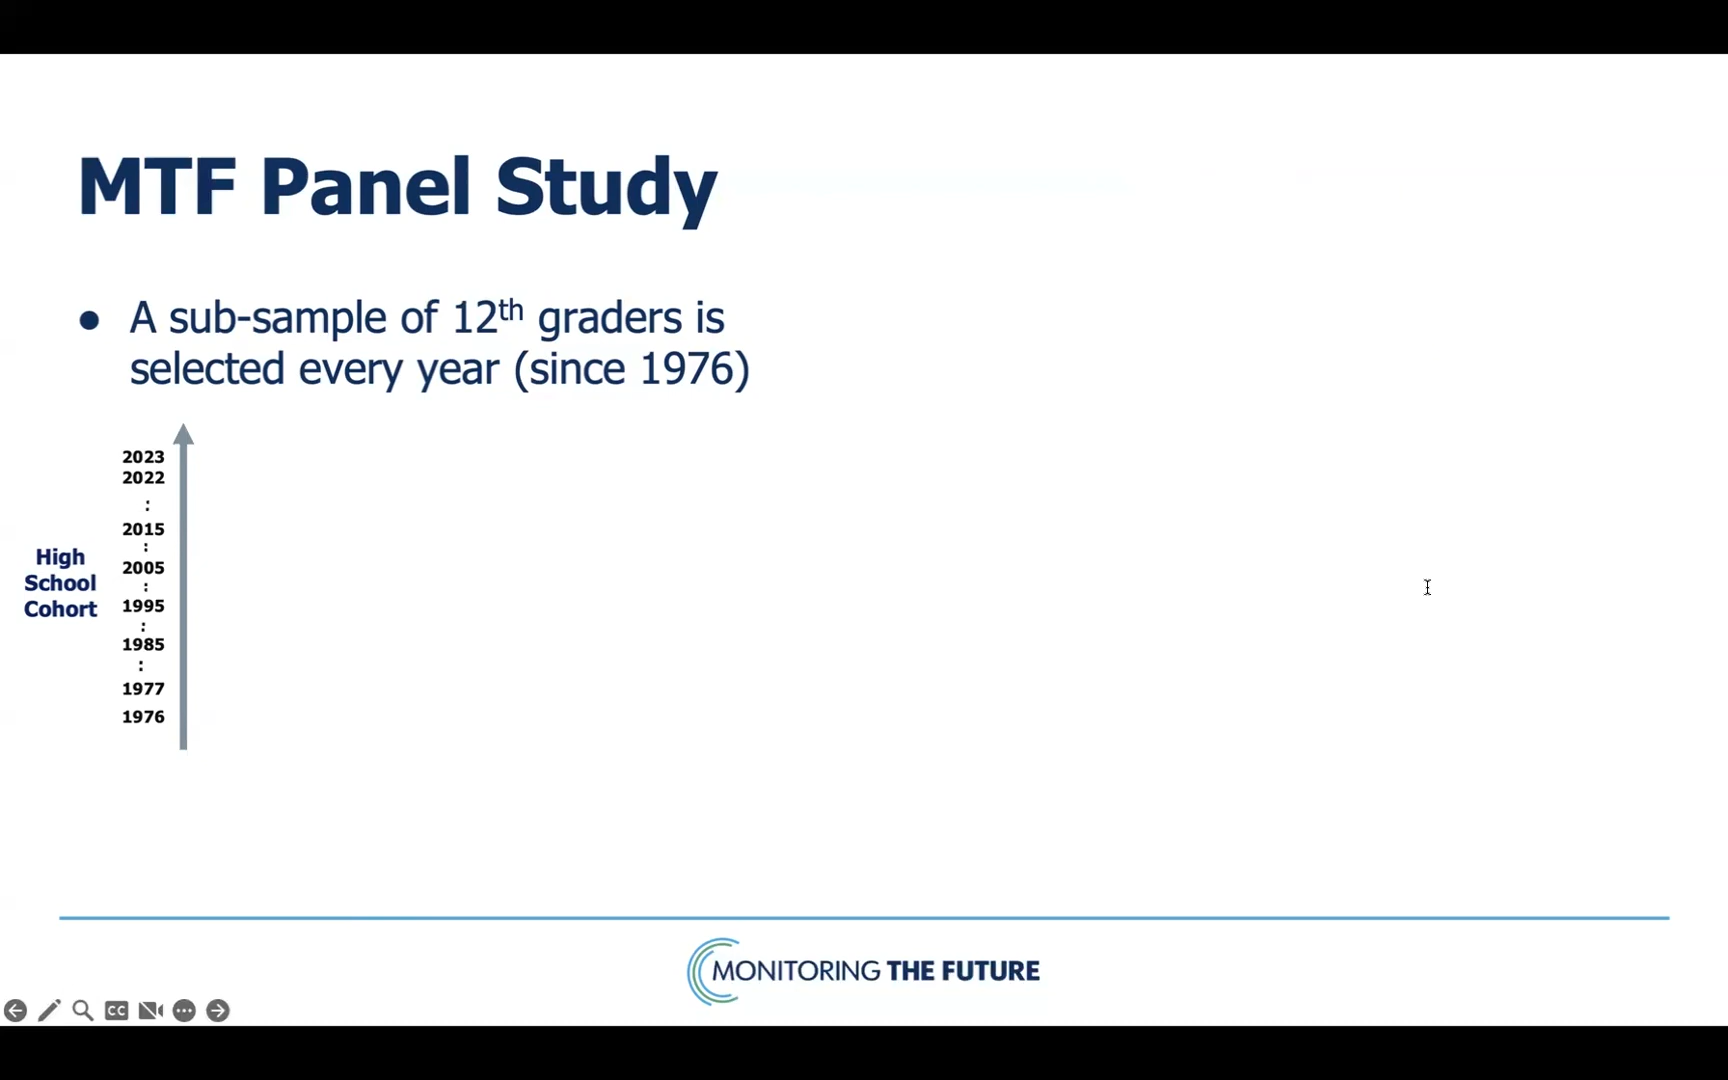 MTF Panel Study
● A sub-sample of 12th graders is
selected every year (since 1976)
2023
2022
:
2015
:
2005
:
1995
:
1985
:
1977
1976
High
School
Cohort
MONITORING THE FUTURE
CC